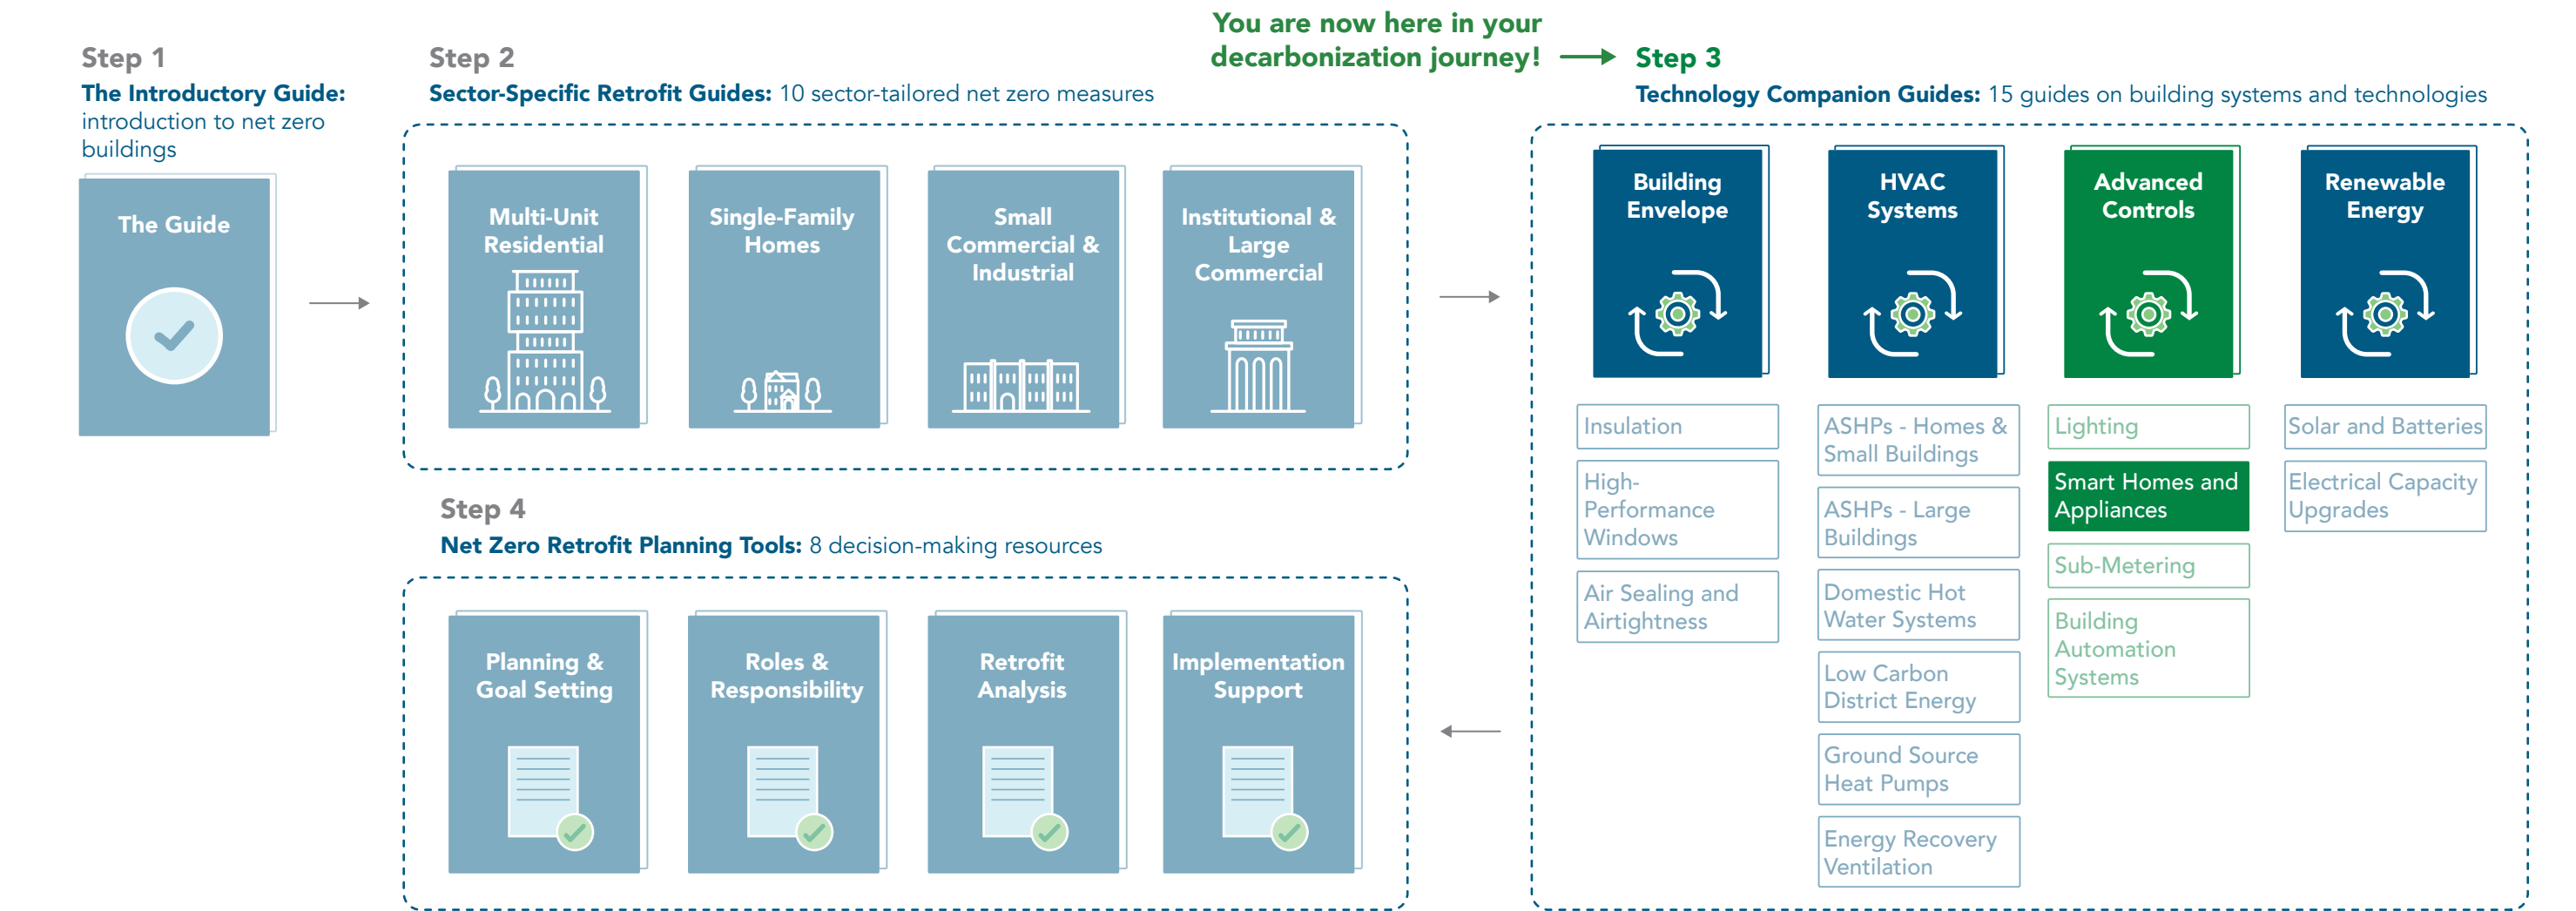 Step 1
The Introductory Guide:
introduction to net zero
buildings
The Guide
Step 2
Sector-Specific Retrofit Guides: 10 sector-tailored net zero measures
Multi-Unit
Residential
Single-Family
Homes
Small
Commercial &
Industrial
Institutional &
Large
Commercial
You are now here in your
decarbonization journey!
Step 3
Technology Companion Guides: 15 guides on building systems and technologies
Building
Envelope
Insulation
High-
Performance
Windows
Air Sealing and
Airtightness
HVAC
Systems
ASHPs - Homes &
Small Buildings
ASHPs - Large
Buildings
Domestic Hot
Water Systems
Low Carbon
District Energy
Ground Source
Heat Pumps
Energy Recovery
Ventilation
Advanced
Controls
Lighting
Smart Homes and
Appliances
Sub-Metering
Building
Automation
Systems
Renewable
Energy
Solar and Batteries
Electrical Capacity
Upgrades
Step 4
Net Zero Retrofit Planning Tools: 8 decision-making resources
Planning &
Goal Setting
Roles &
Responsibility
Retrofit
Analysis
Implementation
Support